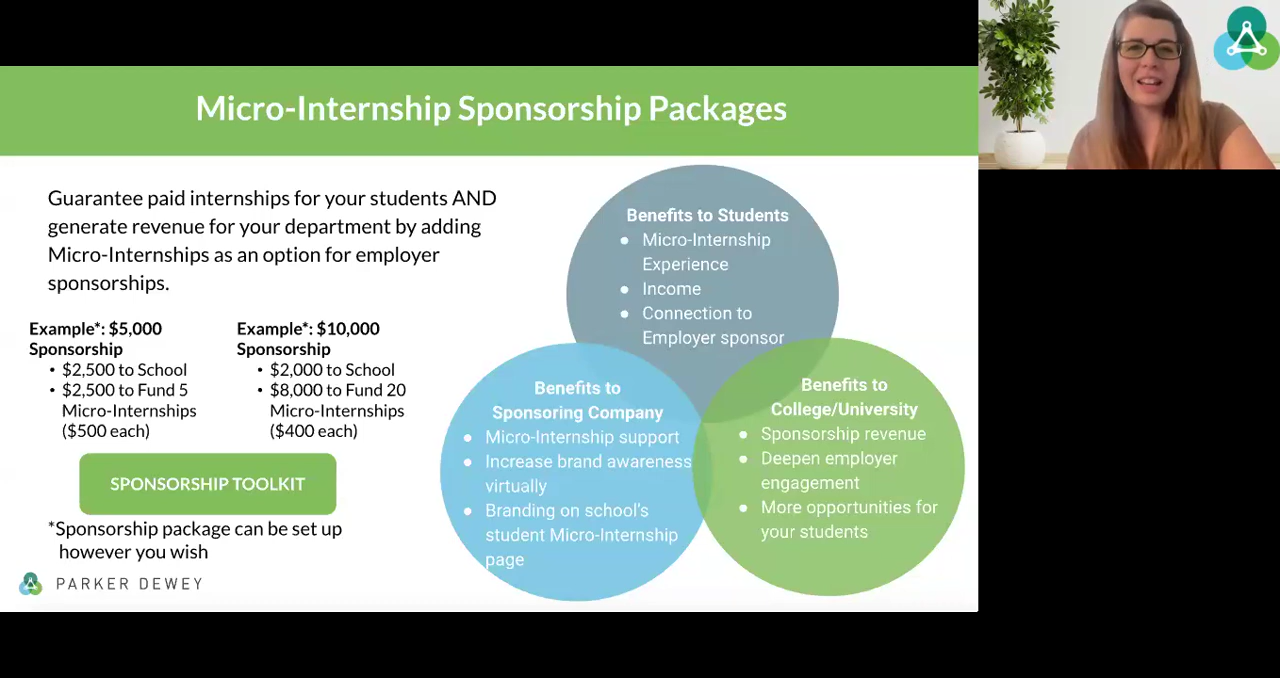 Micro-Internship Sponsorship Packages
Guarantee paid internships for your students AND
generate revenue for your department by adding
Micro-Internships as an option for employer
sponsorships.
Example*: $5,000
Sponsorship
• $2,500 to School
• $2,500 to Fund 5
Micro-Internships
($500 each)
Example*: $10,000
Sponsorship
• $2,000 to School
• $8,000 to Fund 20
Micro-Internships
($400 each)
SPONSORSHIP TOOLKIT
*Sponsorship package can be set up
however you wish
PARKER DEWEY
Benefits to Students
● Micro-Internship
Experience
● Income
● Connection to
Employer sponsor
Benefits to
Sponsoring Company
● Micro-Internship support
● Increase brand awareness
virtually
● Branding on school's
student Micro-Internship
page
Benefits to
College/University
● Sponsorship revenue
● Deepen employer
engagement
● More opportunities for
your students